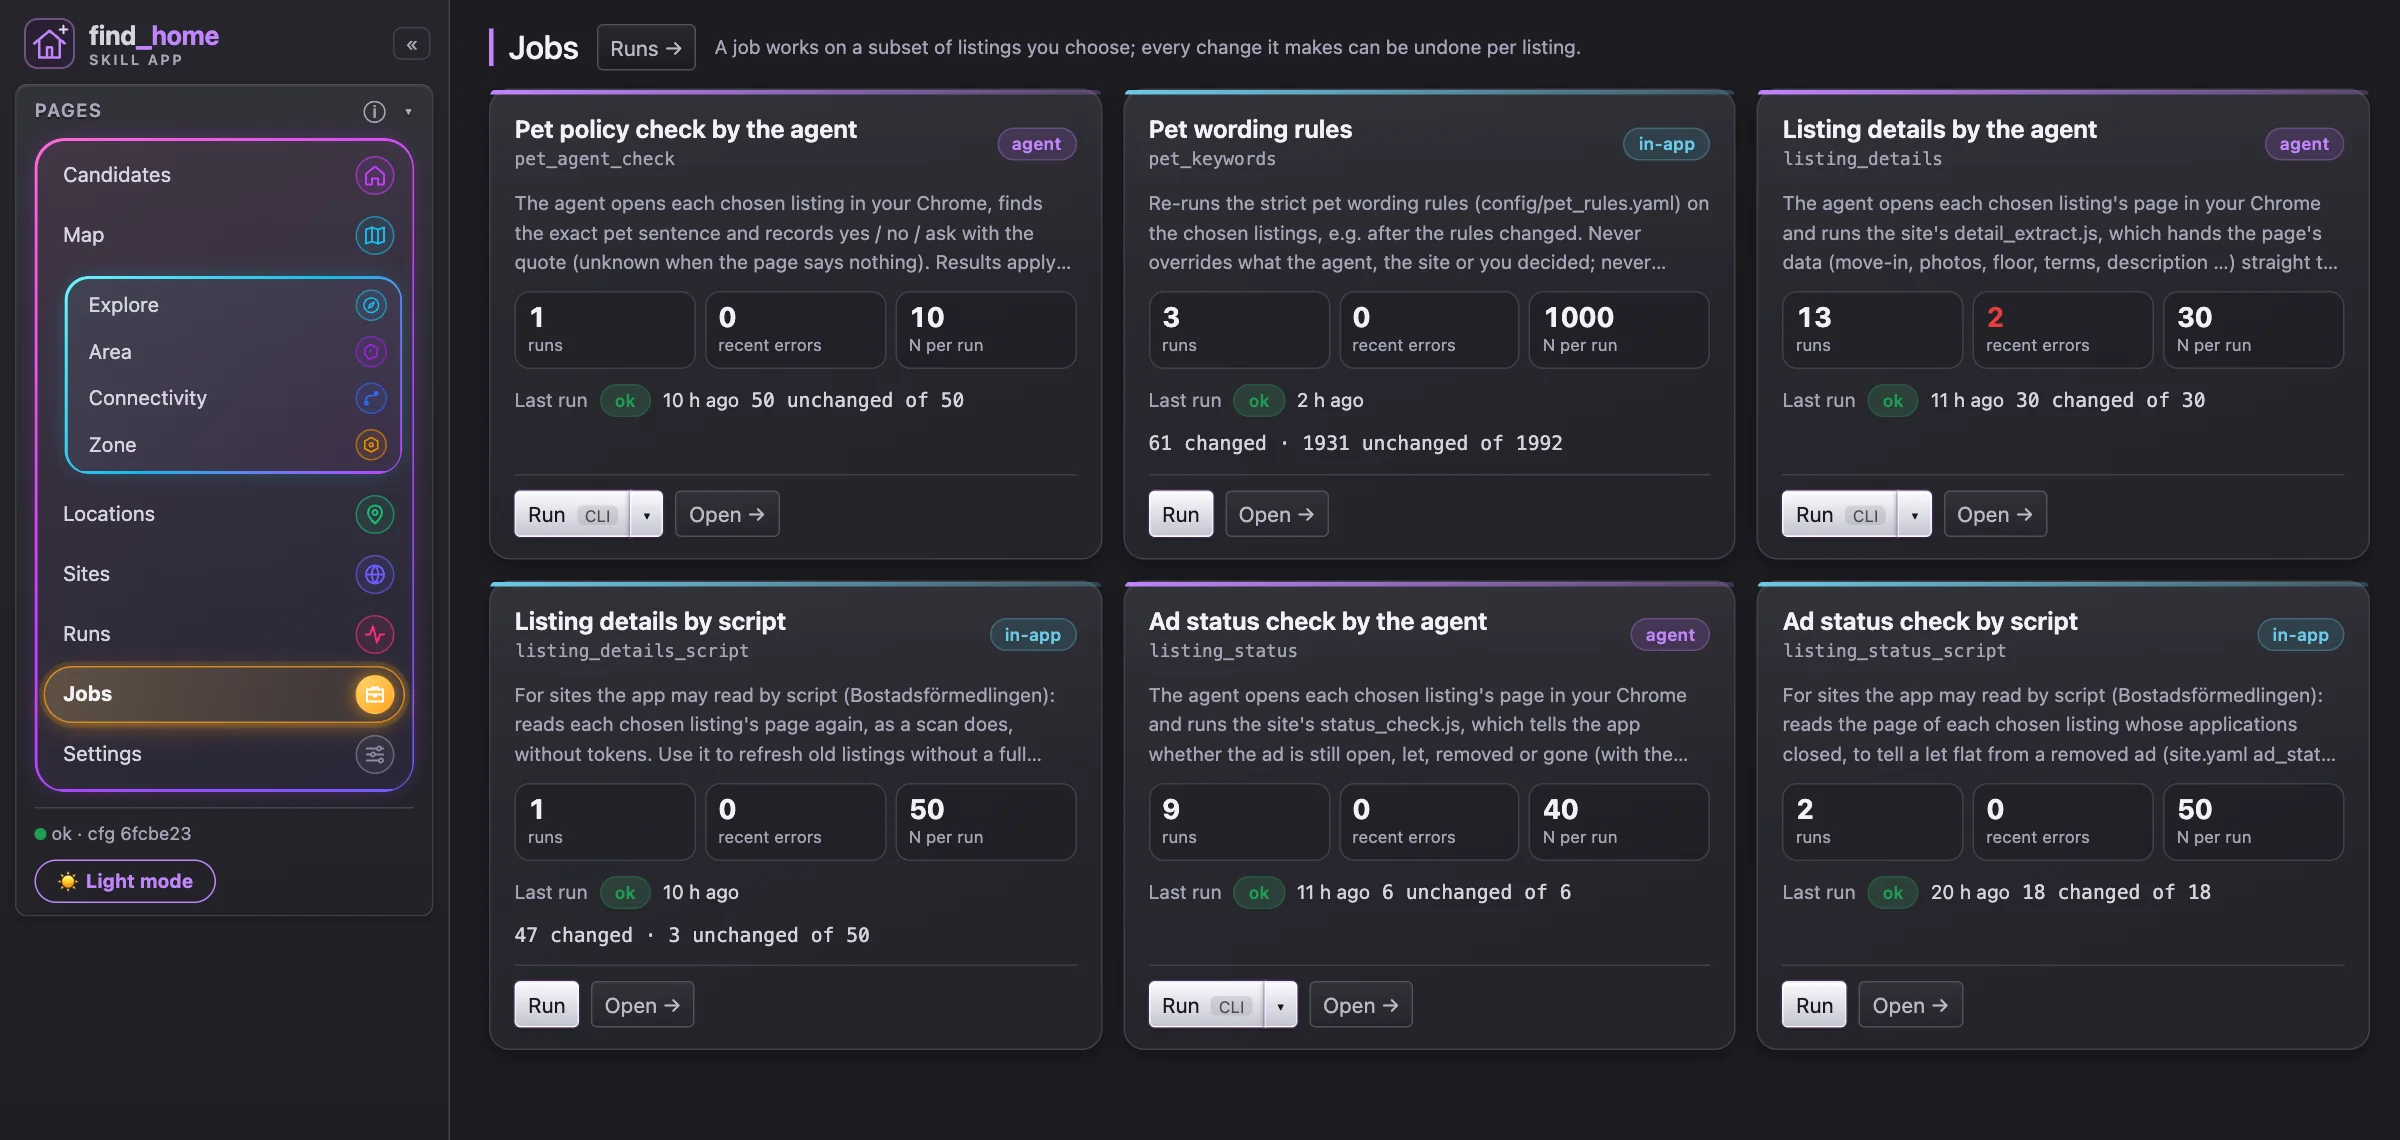 find_home
SKILL APP
«
PAGES
Candidates
Map
Explore
Area
Connectivity
Zone
Locations
Sites
Runs
Jobs
Settings
ok · cfg 6fcbe23
Light mode
Jobs
Runs →
A job works on a subset of listings you choose; every change it makes can be undone per listing.
Pet policy check by the agent
agent
pet_agent_check
The agent opens each chosen listing in your Chrome, finds
the exact pet sentence and records yes / no / ask with the
quote (unknown when the page says nothing). Results apply...
1
runs
0
recent errors
10
N per run
Last run ok 10 h ago 50 unchanged of 50
Run CLI ▾
Open →
Pet wording rules
in-app
pet_keywords
Re-runs the strict pet wording rules (config/pet_rules.yaml) on
the chosen listings, e.g. after the rules changed. Never
overrides what the agent, the site or you decided; never...
3
runs
0
recent errors
1000
N per run
Last run ok 2 h ago
61 changed · 1931 unchanged of 1992
Run
Open →
Listing details by the agent
agent
listing_details
The agent opens each chosen listing's page in your Chrome
and runs the site's detail_extract.js, which hands the page's
data (move-in, photos, floor, terms, description ...) straight t...
13
runs
2
recent errors
30
N per run
Last run ok 11 h ago 30 changed of 30
Run CLI ▾
Open →
Listing details by script
in-app
listing_details_script
For sites the app may read by script (Bostadsförmedlingen):
reads each chosen listing's page again, as a scan does,
without tokens. Use it to refresh old listings without a full...
1
runs
0
recent errors
50
N per run
Last run ok 10 h ago
47 changed · 3 unchanged of 50
Run
Open →
Ad status check by the agent
agent
listing_status
The agent opens each chosen listing's page in your Chrome
and runs the site's status_check.js, which tells the app
whether the ad is still open, let, removed or gone (with the...
9
runs
0
recent errors
40
N per run
Last run ok 11 h ago 6 unchanged of 6
Run CLI ▾
Open →
Ad status check by script
in-app
listing_status_script
For sites the app may read by script (Bostadsförmedlingen):
reads the page of each chosen listing whose applications
closed, to tell a let flat from a removed ad (site.yaml ad_stat...
2
runs
0
recent errors
50
N per run
Last run ok 20 h ago 18 changed of 18
Run
Open →